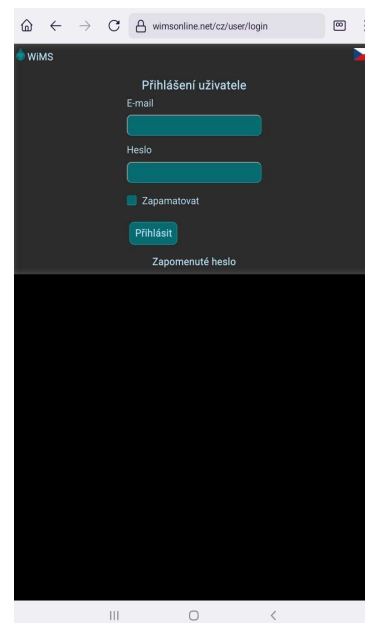 wimsonline.net/cz/user/login
WiMS
Přihlášení uživatele
E-mail
Heslo
Zapamatovat
Přihlásit
Zapomenuté heslo